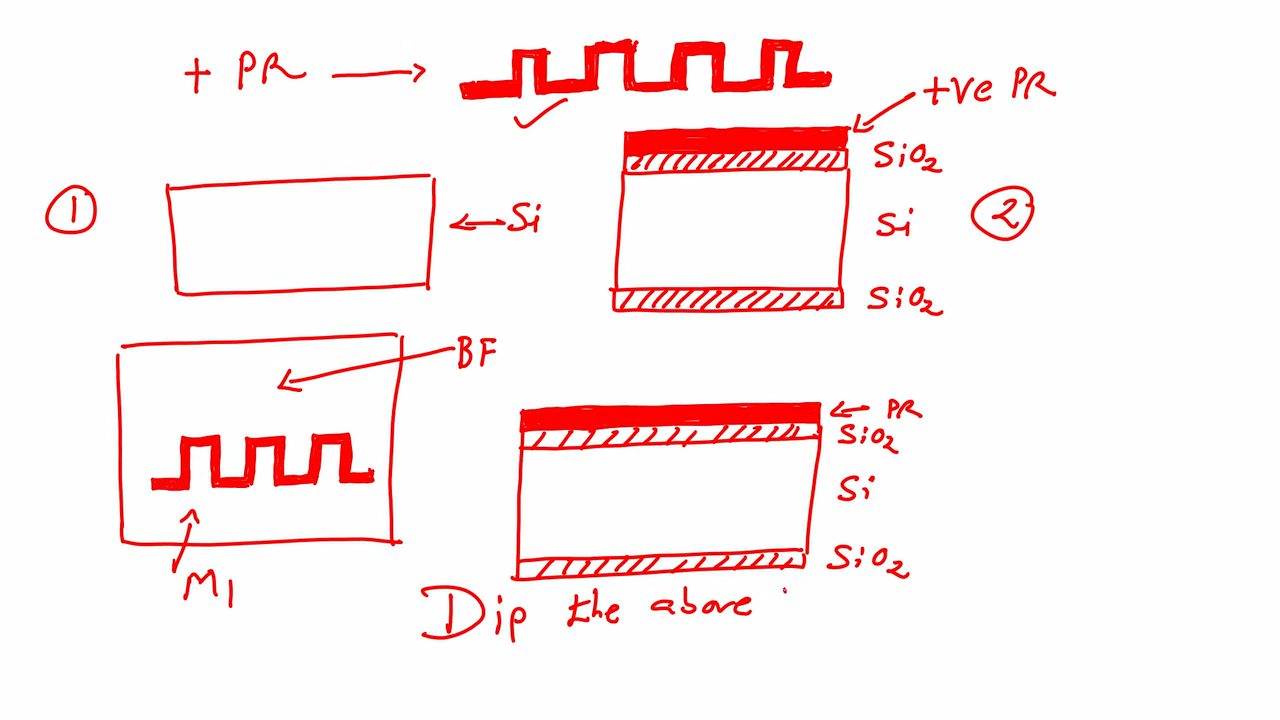 + PR
+ve PR
SiO2
1
Si
Si
2
SiO2
BF
PR
SiO2
Si
SiO2
M1
Dip the above